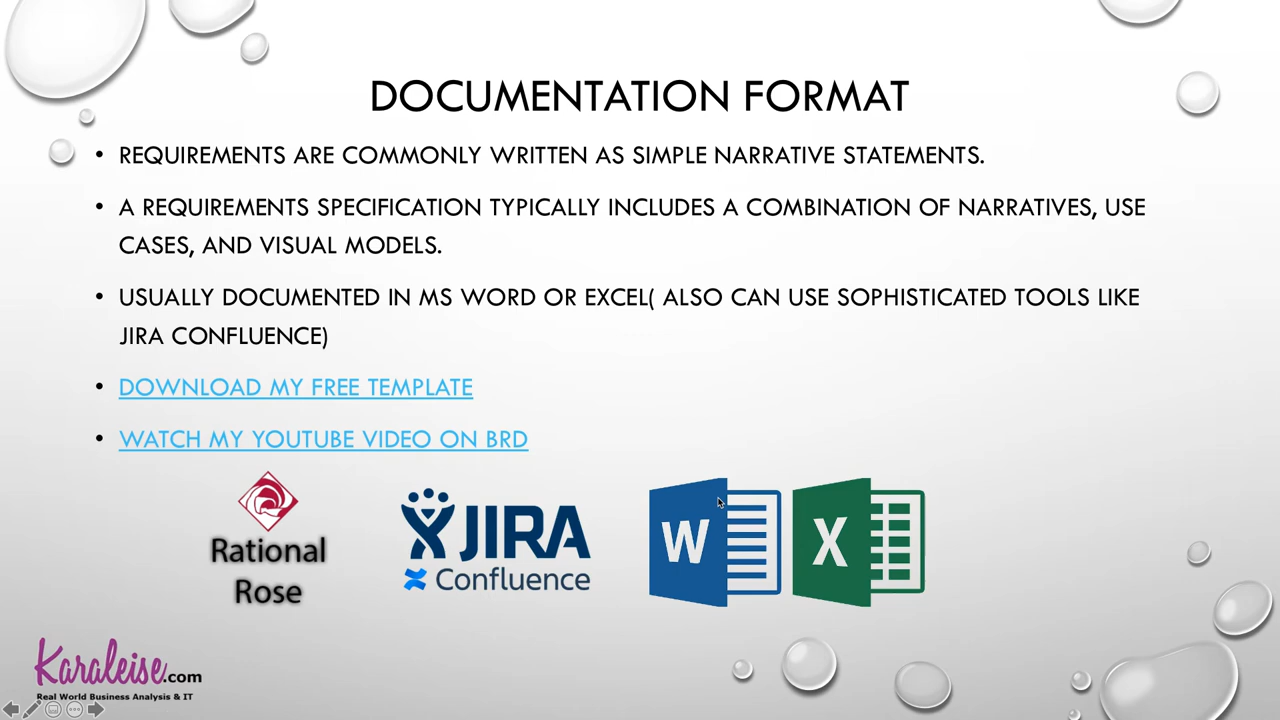 DOCUMENTATION FORMAT
• REQUIREMENTS ARE COMMONLY WRITTEN AS SIMPLE NARRATIVE STATEMENTS.
• A REQUIREMENTS SPECIFICATION TYPICALLY INCLUDES A COMBINATION OF NARRATIVES, USE
CASES, AND VISUAL MODELS.
• USUALLY DOCUMENTED IN MS WORD OR EXCEL( ALSO CAN USE SOPHISTICATED TOOLS LIKE
JIRA CONFLUENCE)
• DOWNLOAD MY FREE TEMPLATE
• WATCH MY YOUTUBE VIDEO ON BRD
Rational
Rose
JIRA
Confluence
W
X
Karaleise.com
Real World Business Analysis & IT